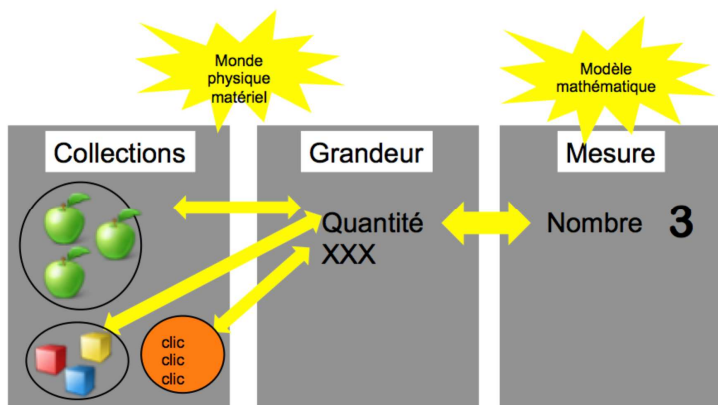 Monde
physique
matériel
Modèle
mathématique
Collections
Grandeur
Mesure
Quantité
XXX
Nombre 3
clic
clic
clic